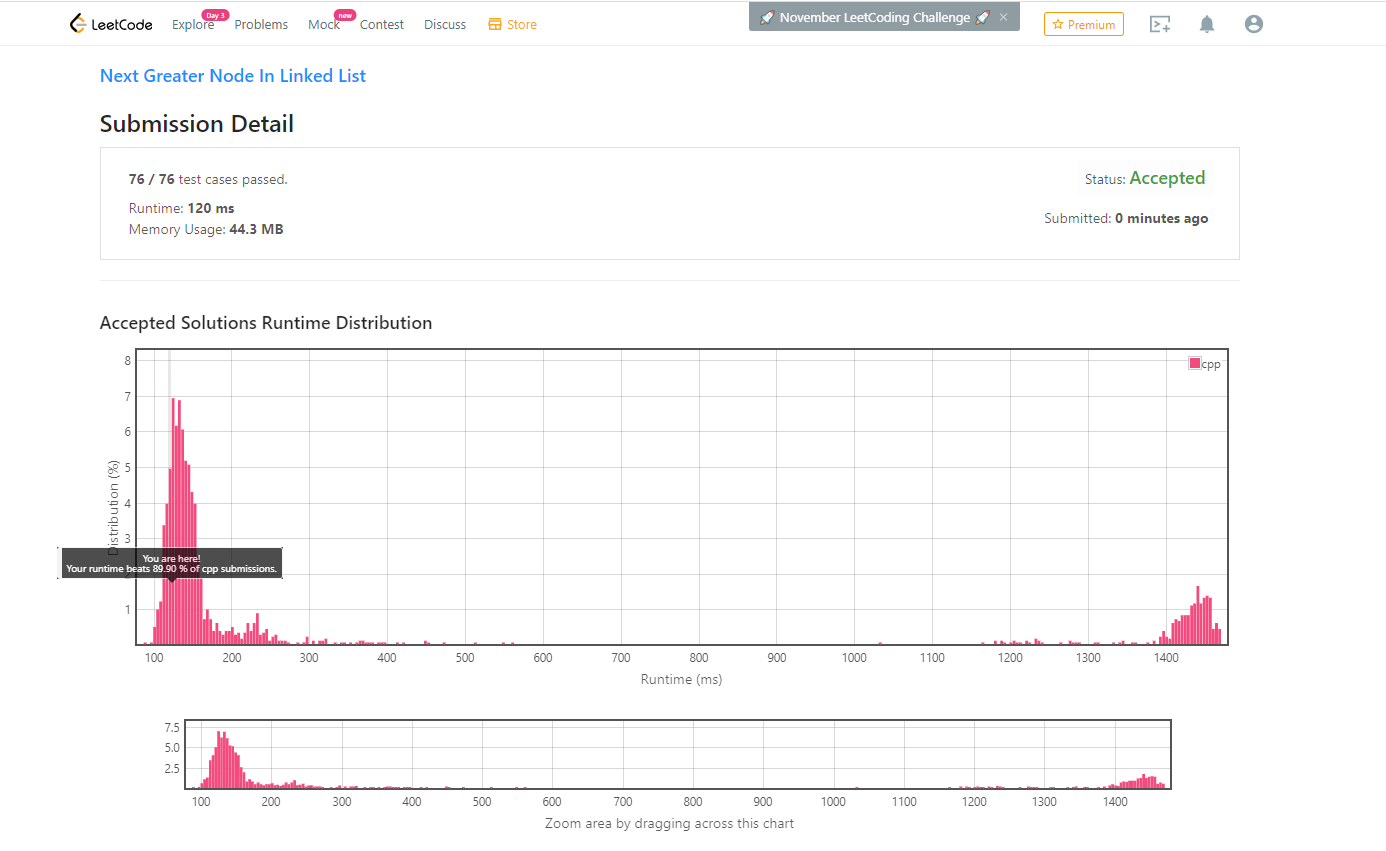 LeetCode Explore Day 3 Problems Mock new Contest Discuss Store 🚀 November LeetCoding Challenge 🚀 × Premium
Next Greater Node In Linked List
Submission Detail
76 / 76 test cases passed.
Status: Accepted
Runtime: 120 ms
Submitted: 0 minutes ago
Memory Usage: 44.3 MB
Accepted Solutions Runtime Distribution
8
cpp
7
6
5
4
3
1
Distribution (%)
You are here!
Your runtime beats 89.90 % of cpp submissions.
100 200 300 400 500 600 700 800 900 1000 1100 1200 1300 1400
Runtime (ms)
7.5
5.0
2.5
100 200 300 400 500 600 700 800 900 1000 1100 1200 1300 1400
Zoom area by dragging across this chart